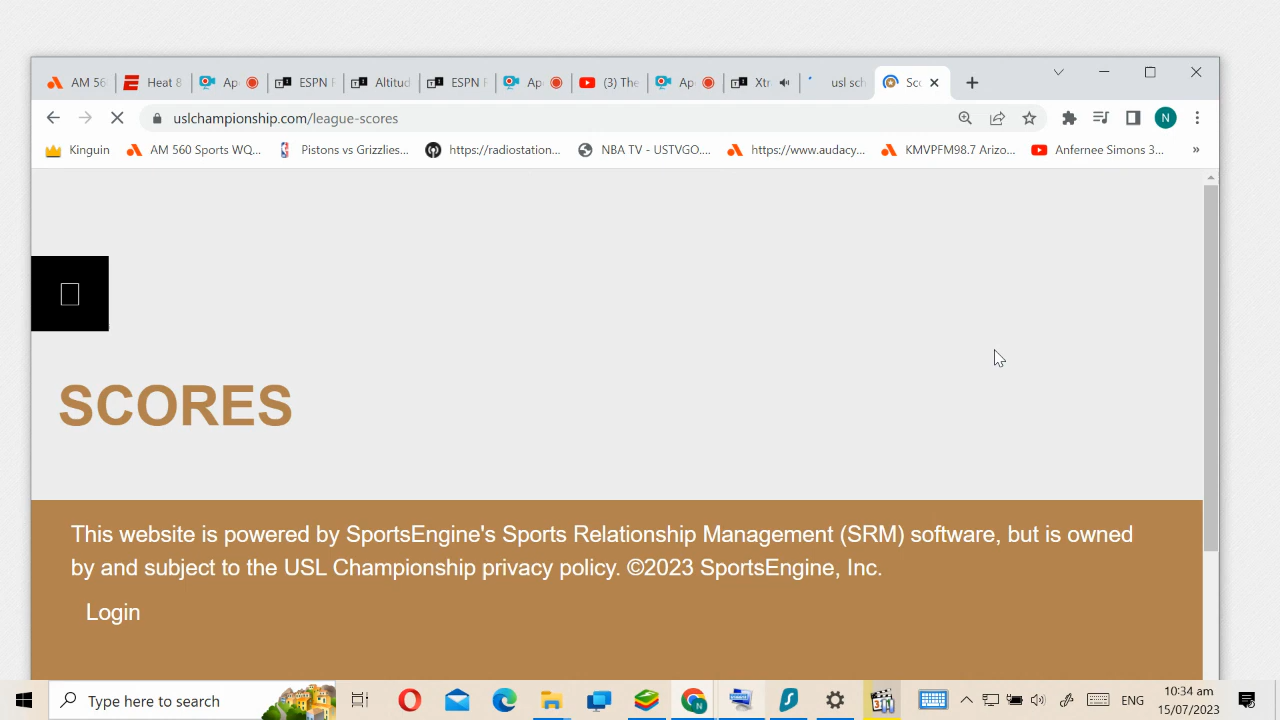 AM 56
Heat 8
Ap
ESPN F
Altitud
ESPN F
Ap
(3) The
Ap
Xtr
usl sch
Sco
uslchampionship.com/league-scores
N
Kinguin
AM 560 Sports WQ...
Pistons vs Grizzlies...
https://radiostation...
NBA TV - USTVGO....
https://www.audacy...
KMVPFM98.7 Arizo...
Anfernee Simons 3...
»
SCORES
This website is powered by SportsEngine's Sports Relationship Management (SRM) software, but is owned
by and subject to the USL Championship privacy policy. ©2023 SportsEngine, Inc.
Login
Type here to search
ENG
10:34 am
15/07/2023